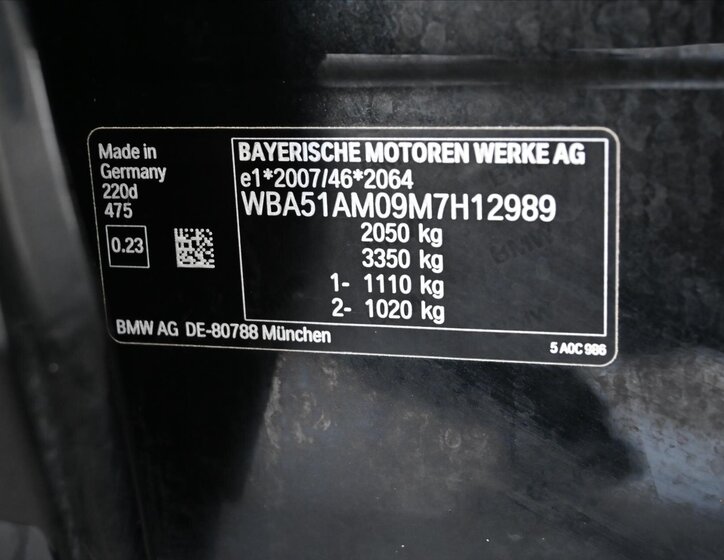 Made in
Germany
220d
475
0.23
BAYERISCHE MOTOREN WERKE AG
e1*2007/46*2064
WBA51AM09M7H12989
2050 kg
3350 kg
1- 1110 kg
2- 1020 kg
BMW AG DE-80788 München
5 A0C 986